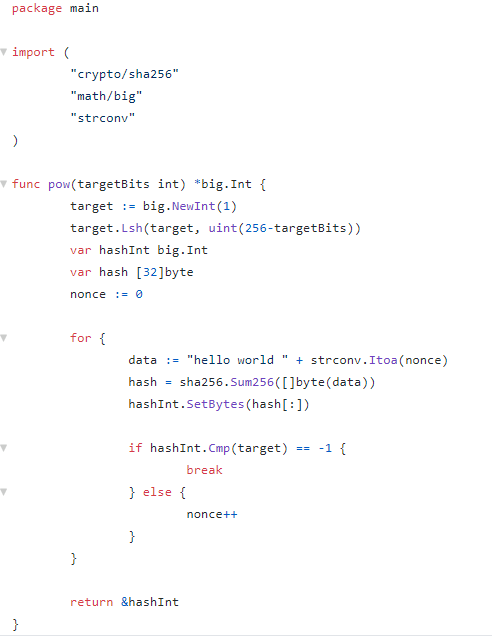 package main
import (
"crypto/sha256"
"math/big"
"strconv"
)
func pow(targetBits int) *big.Int {
target := big.NewInt(1)
target.Lsh(target, uint(256-targetBits))
var hashInt big.Int
var hash [32]byte
nonce := 0
for {
data := "hello world " + strconv.Itoa(nonce)
hash = sha256.Sum256([]byte(data))
hashInt.SetBytes(hash[:])
if hashInt.Cmp(target) == -1 {
break
} else {
nonce++
}
}
return &hashInt
}